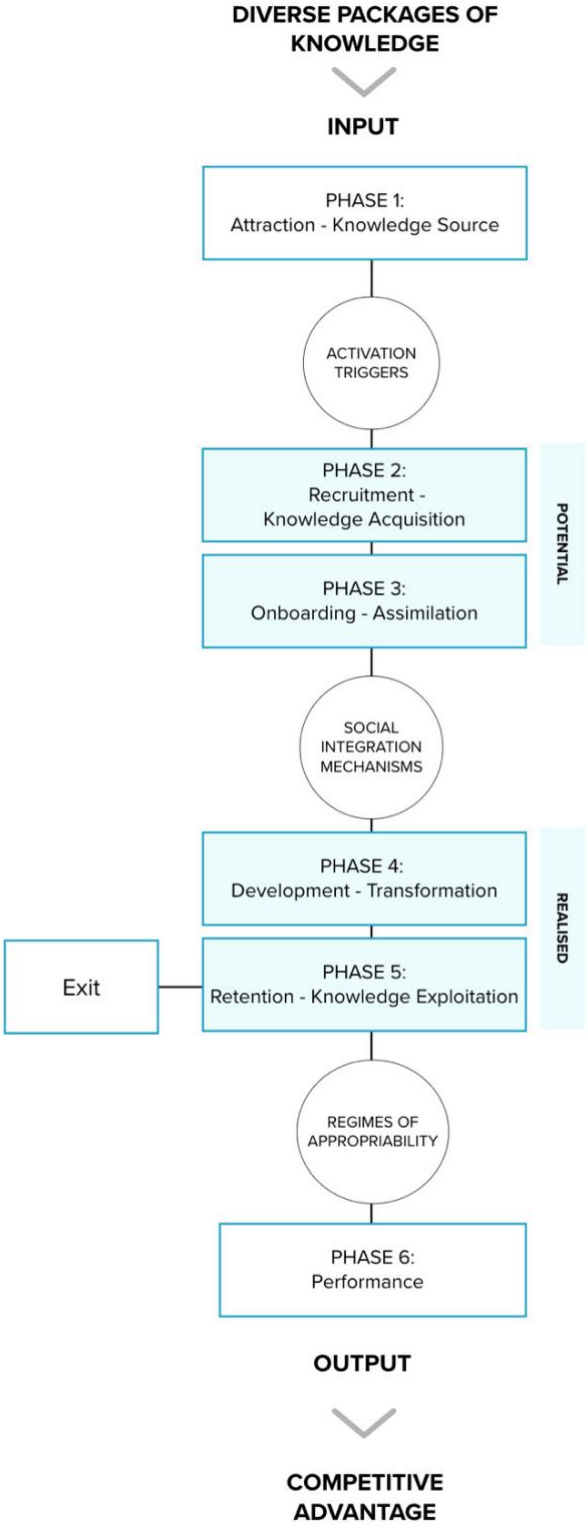 DIVERSE PACKAGES OF
KNOWLEDGE
INPUT
PHASE 1:
Attraction - Knowledge Source
ACTIVATION
TRIGGERS
PHASE 2:
Recruitment -
Knowledge Acquisition
POTENTIAL
PHASE 3:
Onboarding - Assimilation
SOCIAL
INTEGRATION
MECHANISMS
PHASE 4:
Development - Transformation
REALISED
Exit
PHASE 5:
Retention - Knowledge Exploitation
REGIMES OF
APPROPRIABILITY
PHASE 6:
Performance
OUTPUT
COMPETITIVE
ADVANTAGE